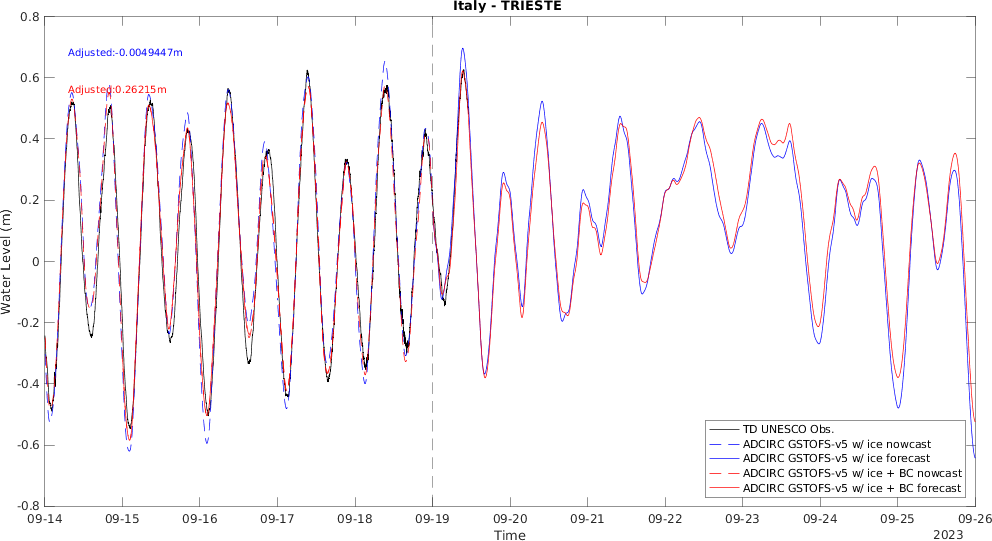 Italy - TRIESTE
Adjusted:-0.0049447m
Adjusted:0.26215m
Water Level (m)
0.8
0.6
0.4
0.2
0
-0.2
-0.4
-0.6
-0.8
TD UNESCO Obs.
ADCIRC GSTOFS-v5 w/ ice nowcast
ADCIRC GSTOFS-v5 w/ ice forecast
ADCIRC GSTOFS-v5 w/ ice + BC nowcast
ADCIRC GSTOFS-v5 w/ ice + BC forecast
09-14 09-15 09-16 09-17 09-18 09-19 09-20 09-21 09-22 09-23 09-24 09-25 09-26
Time
2023